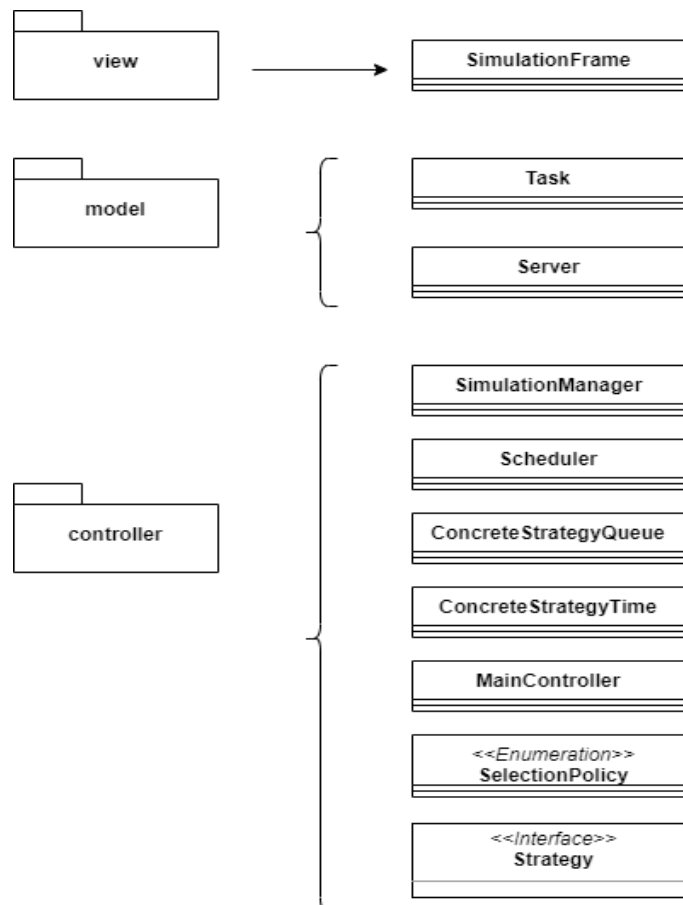 view
SimulationFrame
model
Task
Server
controller
SimulationManager
Scheduler
ConcreteStrategyQueue
ConcreteStrategyTime
MainController
<<Enumeration>>
SelectionPolicy
<<Interface>>
Strategy